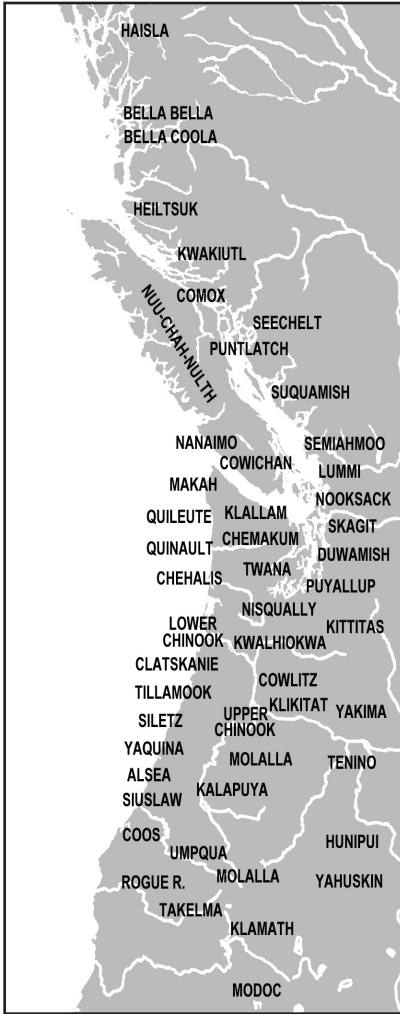 HAISLA
BELLA BELLA
BELLA COOLA
HEILTSUK
KWAKIUTL
COMOX
NUU-CHAH-NULTH
SEECHELT
PUNTLATCH
SUQUAMISH
NANAIMO
SEMIAHMOO
COWICHAN
LUMMI
MAKAH
NOOKSACK
QUILEUTE
KLALLAM
SKAGIT
CHEMAKUM
QUINAULT
DUWAMISH
TWANA
CHEHALIS
PUYALLUP
NISQUALLY
LOWER
CHINOOK
KITTITAS
KWALHIOKWA
CLATSKANIE
COWLITZ
TILLAMOOK
KLIKITAT
UPPER
CHINOOK
YAKIMA
SILETZ
YAQUINA
MOLALLA
TENINO
ALSEA
KALAPUYA
SIUSLAW
COOS
HUNIPUI
UMPQUA
MOLALLA
ROGUE R.
YAHUSKIN
TAKELMA
KLAMATH
MODOC